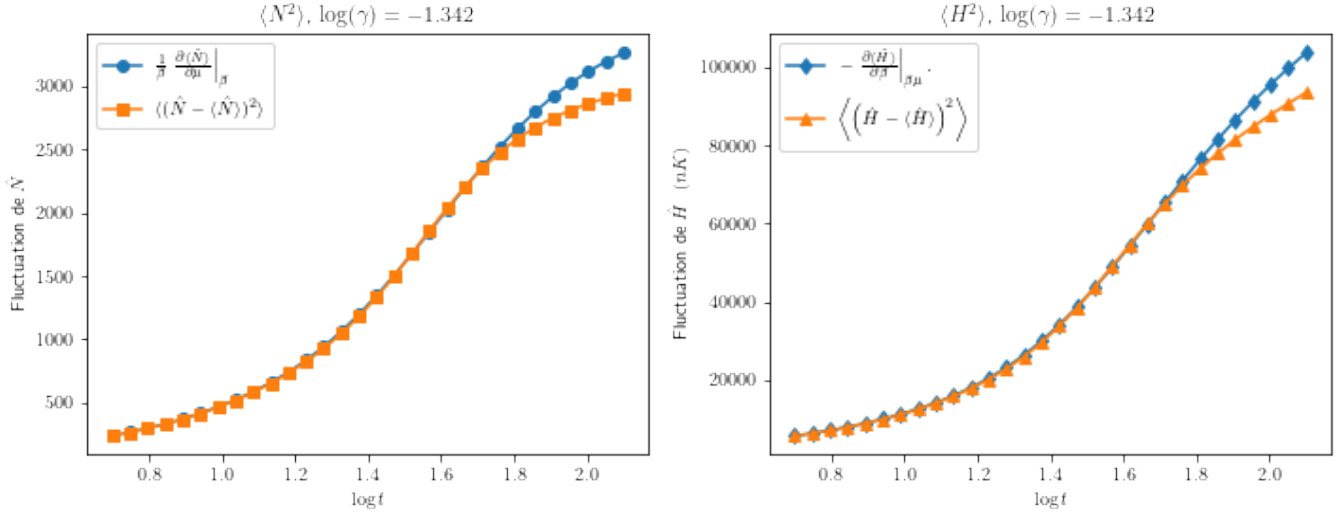 ⟨N²⟩, log(γ) = −1.342
1/β ∂⟨N̂⟩/∂μ|_β
⟨(N̂ − ⟨N̂⟩)²⟩
Fluctuation de N̂
3000
2500
2000
1500
1000
500
0.8 1.0 1.2 1.4 1.6 1.8 2.0
log t
⟨H²⟩, log(γ) = −1.342
− ∂⟨Ĥ⟩/∂β|_βμ .
⟨(Ĥ − ⟨Ĥ⟩)²⟩
Fluctuation de Ĥ (nK)
100000
80000
60000
40000
20000
0.8 1.0 1.2 1.4 1.6 1.8 2.0
log t